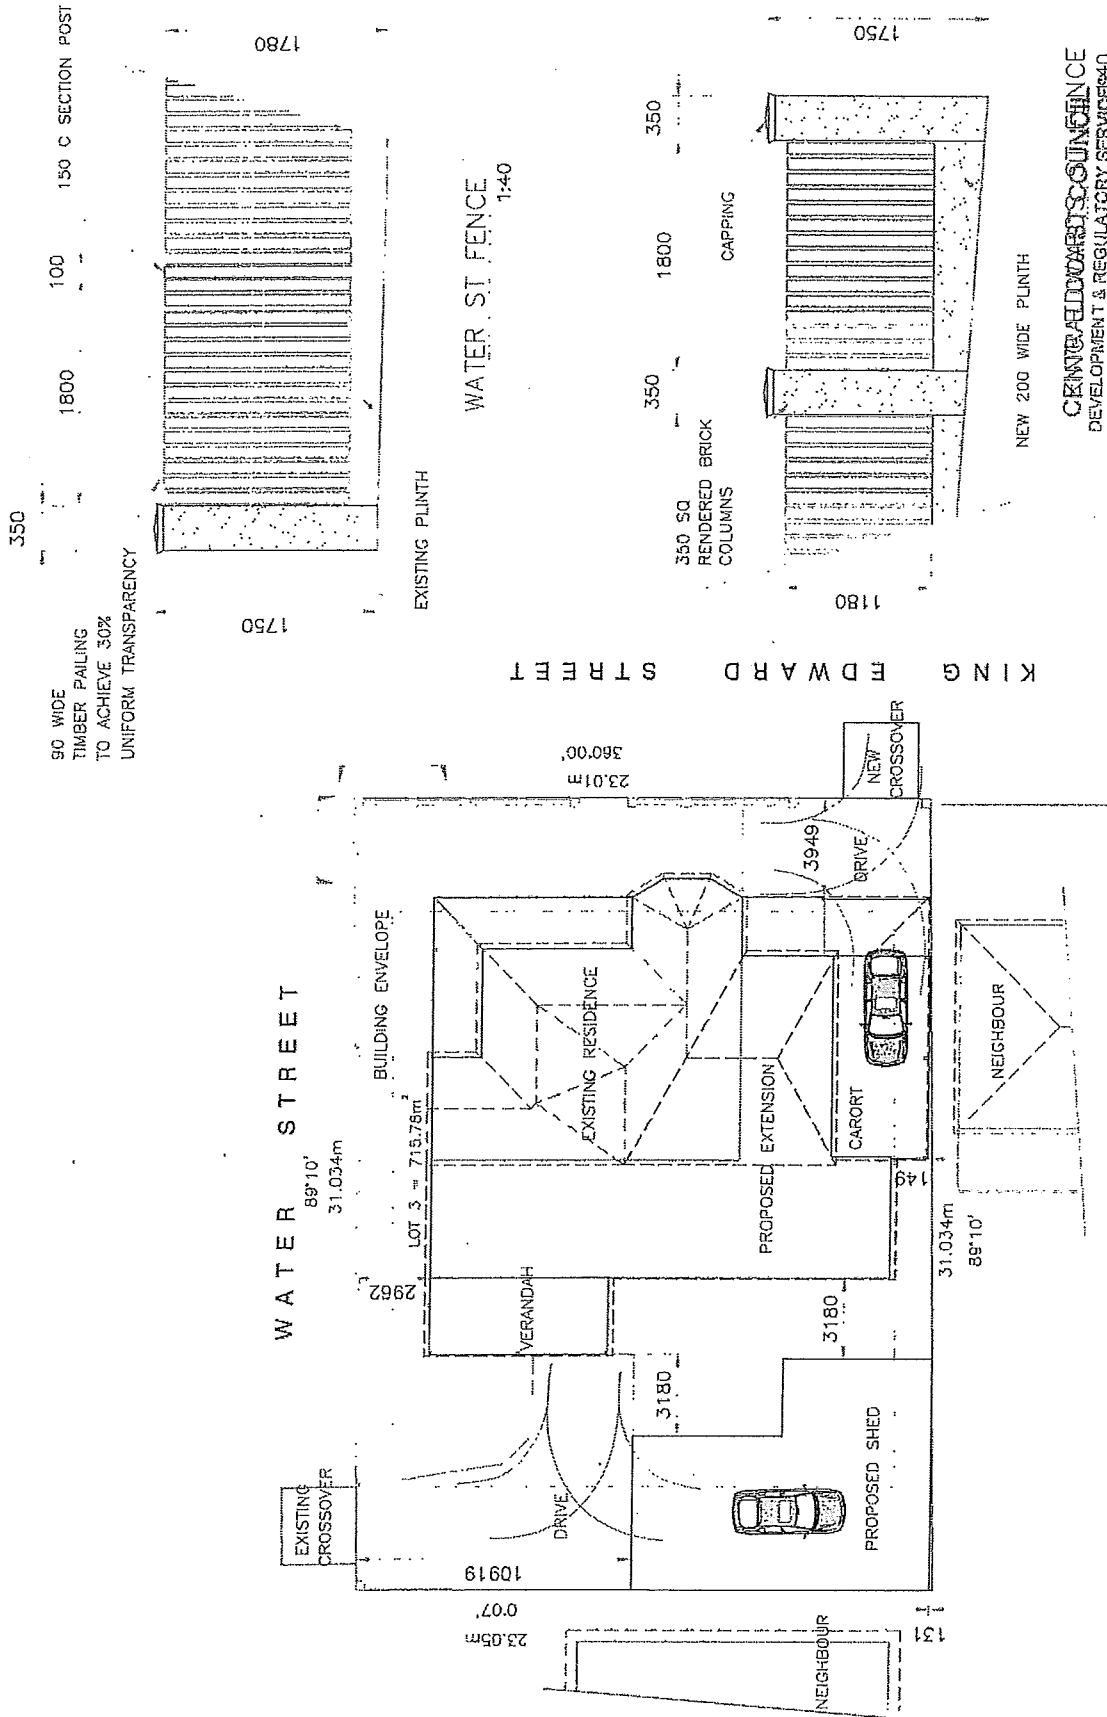 350
1800
100
150 C SECTION POST
90 WIDE
TIMBER PAILING
TO ACHIEVE 30%
UNIFORM TRANSPARENCY
1750
1780
EXISTING PLINTH
WATER ST FENCE
1:40
350
1800
350
CAPPING
350 SQ
RENDERED BRICK
COLUMNS
1180
1750
NEW 200 WIDE PLINTH
DEVELOPMENT & REGULATORY
WATER STREET
89°10'
31.034m
KING EDWARD STREET
360°00'
23.01m
EXISTING
CROSSOVER
BUILDING ENVELOPE
LOT 3 = 715.78m²
2962
VERANDAH
EXISTING RESIDENCE
PROPOSED EXTENSION
CARORT
3949
DRIVE
NEW
CROSSOVER
DRIVE
10919
0°07'
23.05m
3180
3180
149
PROPOSED SHED
31.034m
89°10'
131
NEIGHBOUR
NEIGHBOUR